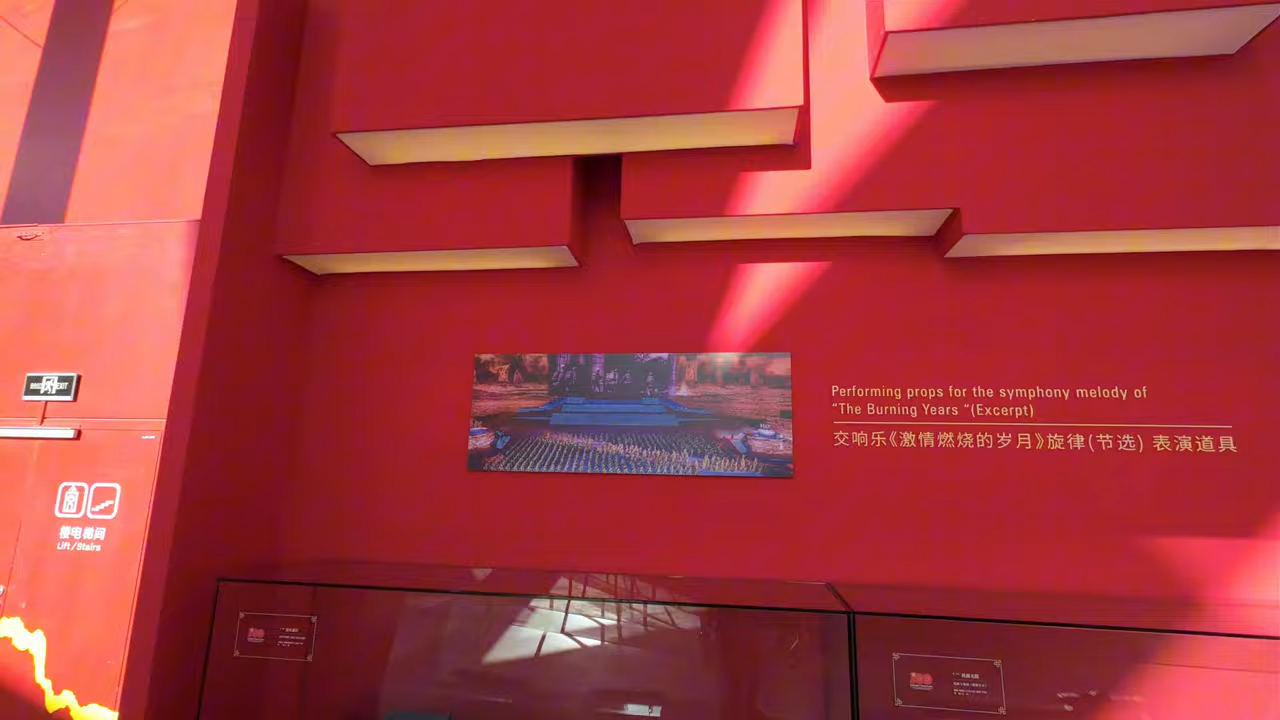 EXIT
楼电梯间
Lift/Stairs
Performing props for the symphony melody of
“The Burning Years ”(Excerpt)
交响乐《激情燃烧的岁月》旋律(节选) 表演道具